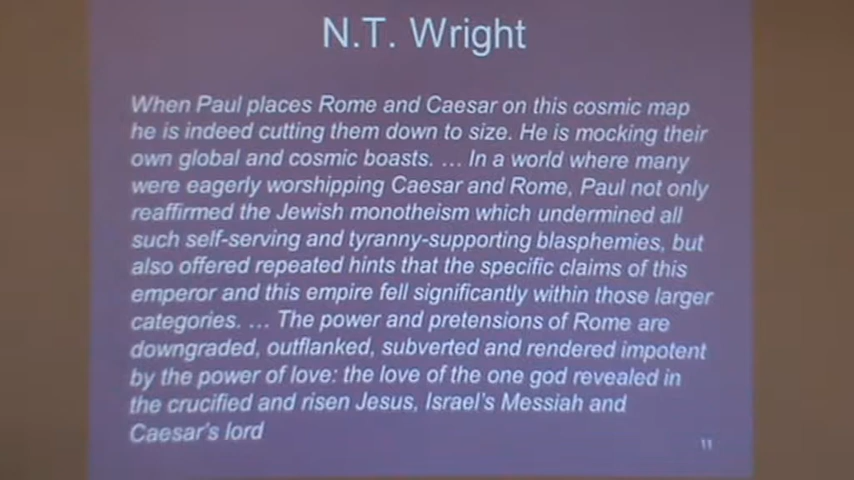 N.T. Wright
When Paul places Rome and Caesar on this cosmic map
he is indeed cutting them down to size. He is mocking their
own global and cosmic boasts. … In a world where many
were eagerly worshipping Caesar and Rome, Paul not only
reaffirmed the Jewish monotheism which undermined all
such self-serving and tyranny-supporting blasphemies, but
also offered repeated hints that the specific claims of this
emperor and this empire fell significantly within those larger
categories. … The power and pretensions of Rome are
downgraded, outflanked, subverted and rendered impotent
by the power of love: the love of the one god revealed in
the crucified and risen Jesus, Israel's Messiah and
Caesar's lord
11